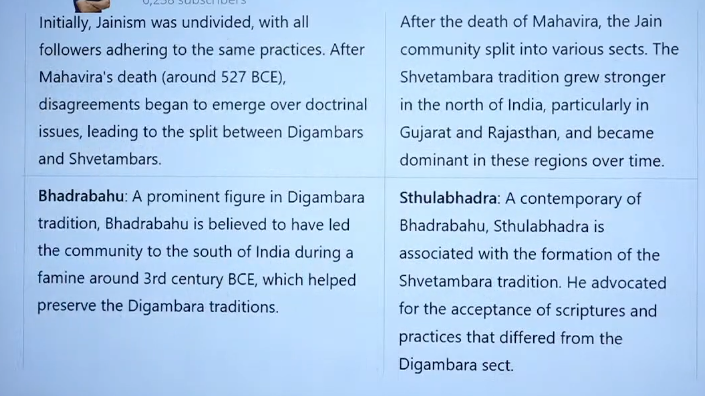 6,238 subscribers
Initially, Jainism was undivided, with all
followers adhering to the same practices. After
Mahavira's death (around 527 BCE),
disagreements began to emerge over doctrinal
issues, leading to the split between Digambars
and Shvetambars.
After the death of Mahavira, the Jain
community split into various sects. The
Shvetambara tradition grew stronger
in the north of India, particularly in
Gujarat and Rajasthan, and became
dominant in these regions over time.
Bhadrabahu: A prominent figure in Digambara
tradition, Bhadrabahu is believed to have led
the community to the south of India during a
famine around 3rd century BCE, which helped
preserve the Digambara traditions.
Sthulabhadra: A contemporary of
Bhadrabahu, Sthulabhadra is
associated with the formation of the
Shvetambara tradition. He advocated
for the acceptance of scriptures and
practices that differed from the
Digambara sect.